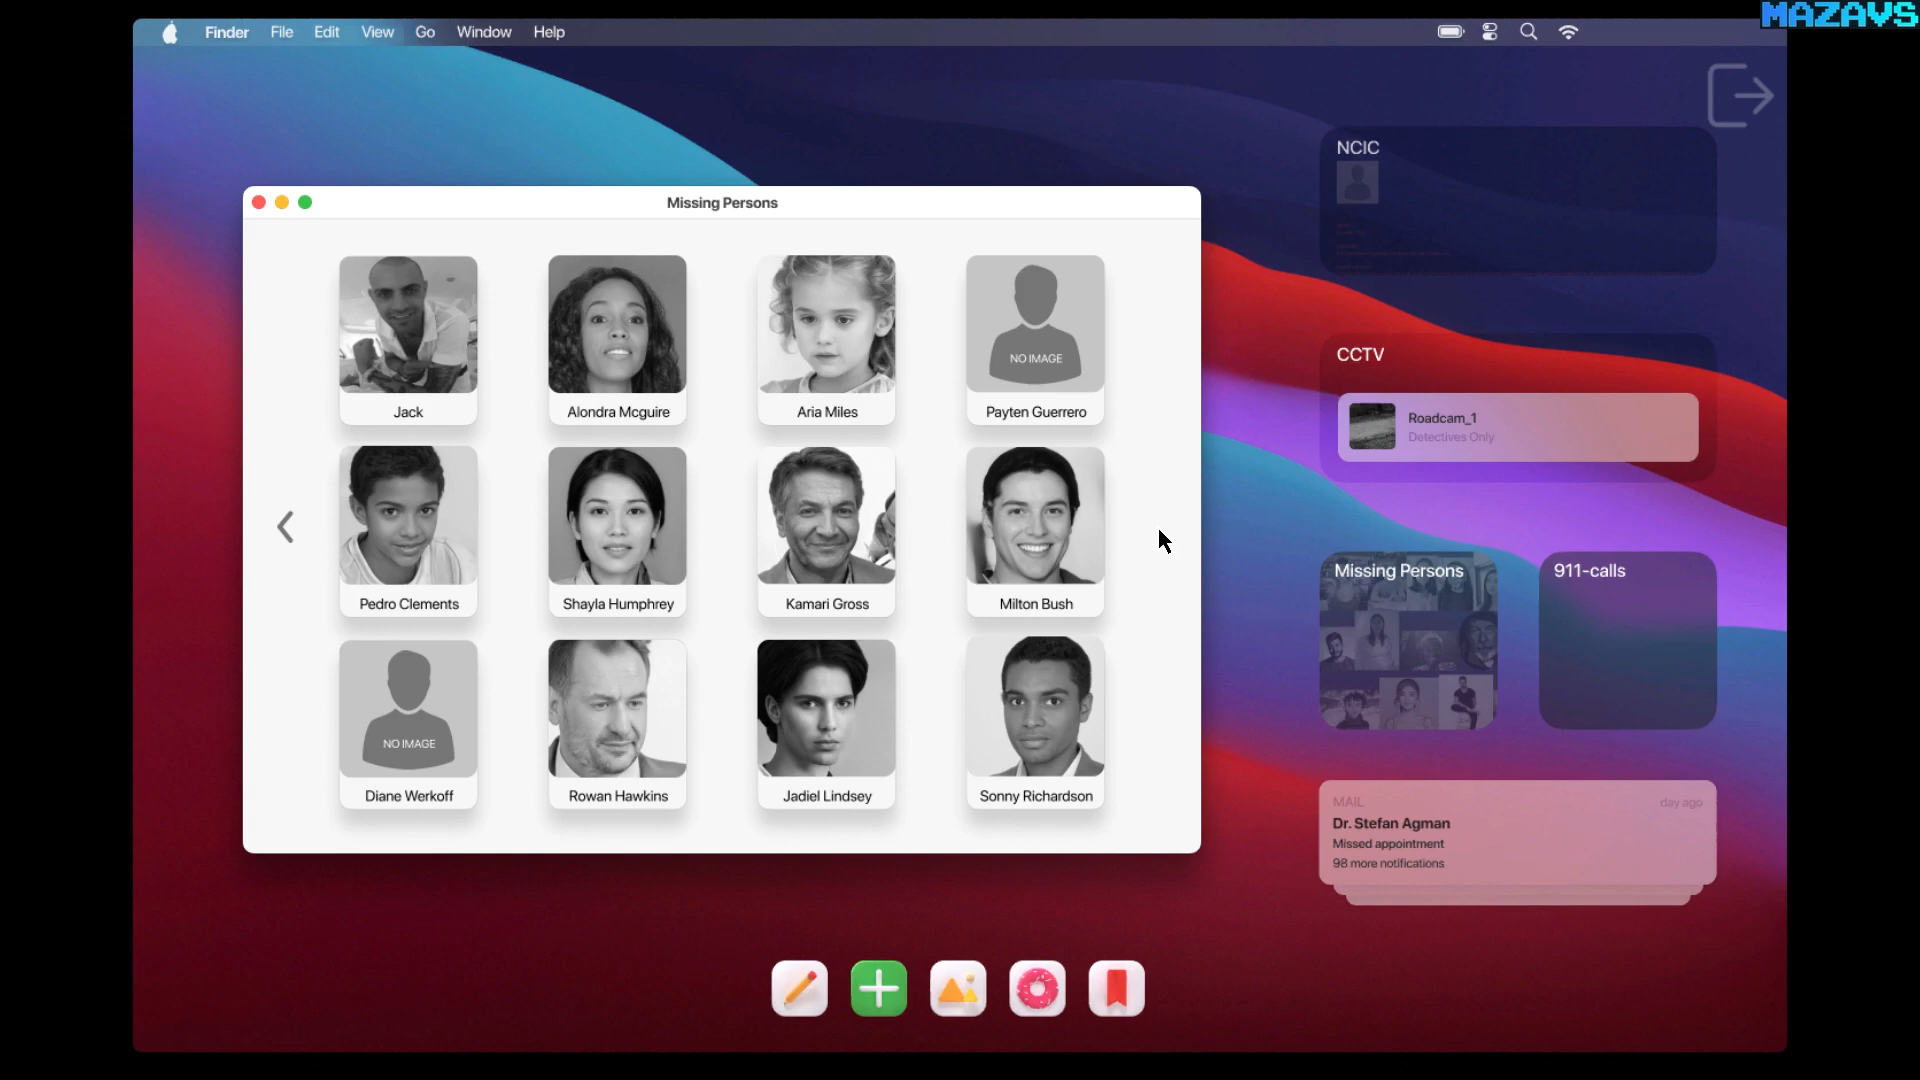 MAZAVS
Finder File Edit View Go Window Help
NCIC
Missing Persons
Jack
Alondra Mcguire
Aria Miles
NO IMAGE
Payten Guerrero
CCTV
Roadcam_1
Detectives Only
Pedro Clements
Shayla Humphrey
Kamari Gross
Milton Bush
Missing Persons
911-calls
NO IMAGE
Diane Werkoff
Rowan Hawkins
Jadiel Lindsey
Sonny Richardson
MAIL
day ago
Dr. Stefan Agman
Missed appointment
98 more notifications